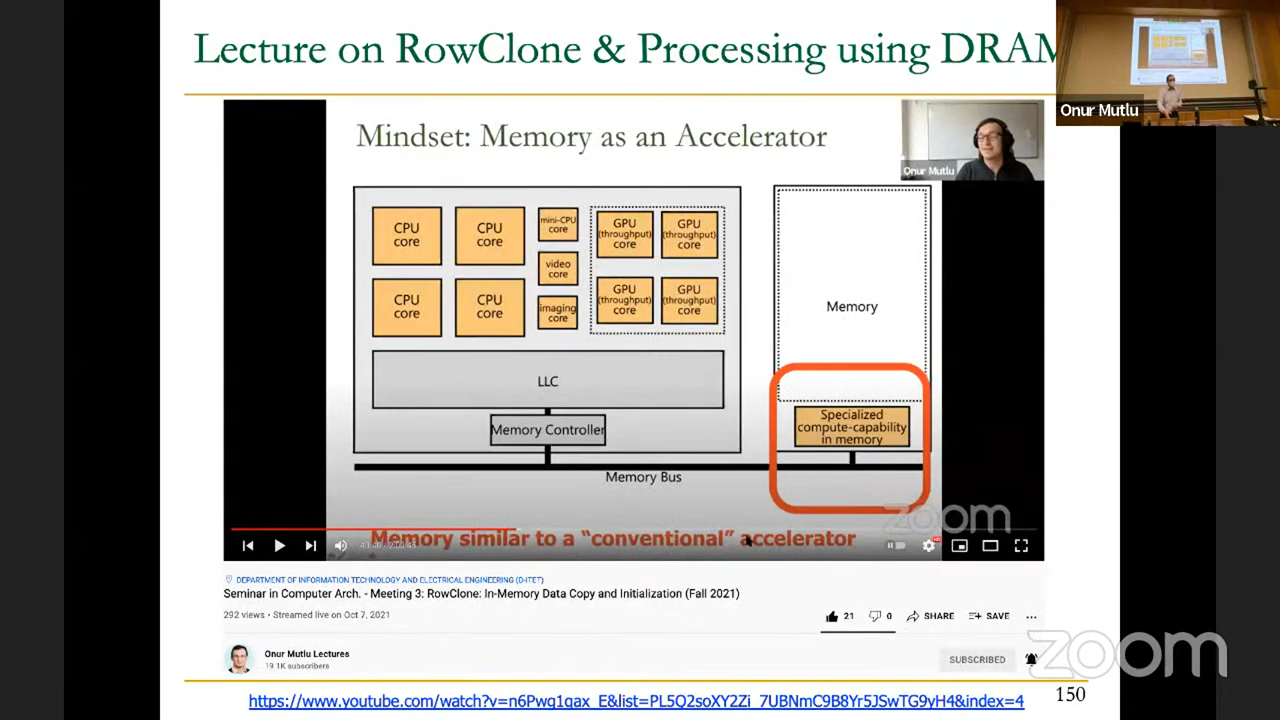 Lecture on RowClone & Processing using DRAM
Onur Mutlu
Mindset: Memory as an Accelerator
Onur Mutlu
CPU core
CPU core
mini-CPU core
GPU (throughput) core
GPU (throughput) core
video core
CPU core
CPU core
imaging core
GPU (throughput) core
GPU (throughput) core
Memory
LLC
Specialized compute-capability in memory
Memory Controller
Memory Bus
zoom
Memory similar to a “conventional” accelerator
DEPARTMENT OF INFORMATION TECHNOLOGY AND ELECTRICAL ENGINEERING (D-ITET)
Seminar in Computer Arch. - Meeting 3: RowClone: In-Memory Data Copy and Initialization (Fall 2021)
292 views • Streamed live on Oct 7, 2021
21
0
SHARE
SAVE
Onur Mutlu Lectures
19.1K subscribers
SUBSCRIBED
zoom
https://www.youtube.com/watch?v=n6Pwg1qax_E&list=PL5Q2soXY2Zi_7UBNmC9B8Yr5JSwTG9yH4&index=4
150